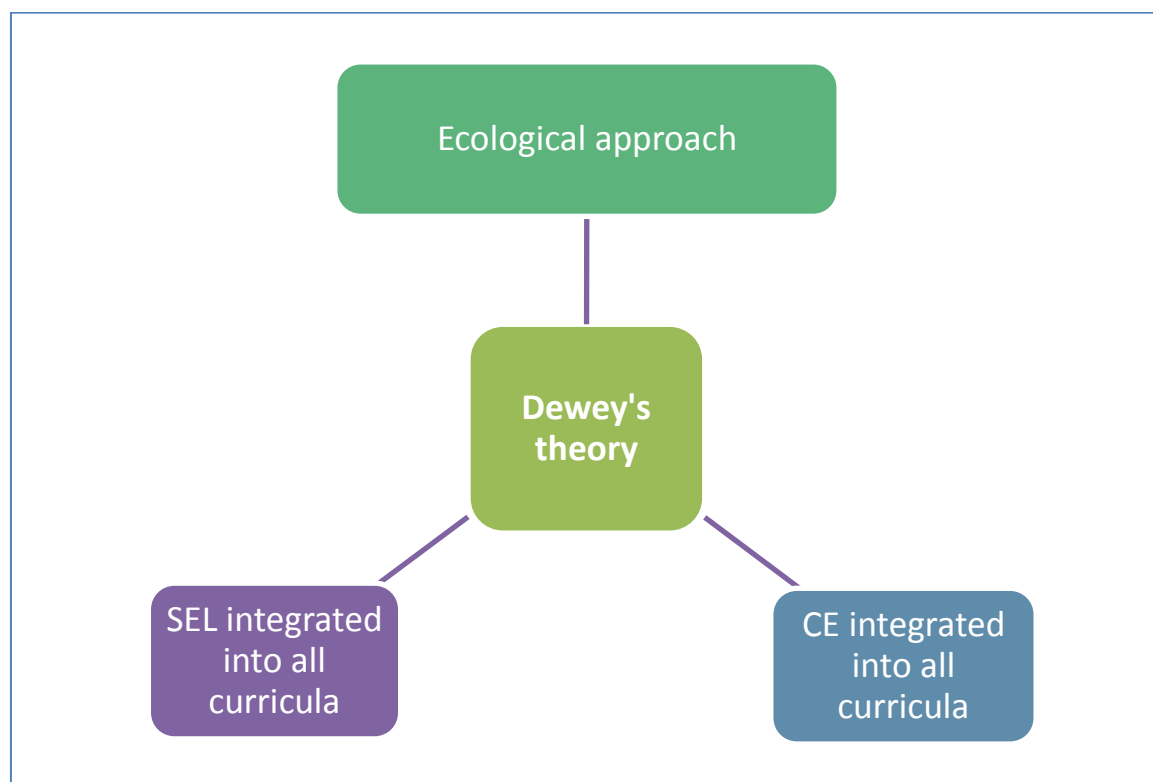 Ecological approach
Dewey's
theory
SEL integrated
into all
curricula
CE integrated
into all
curricula